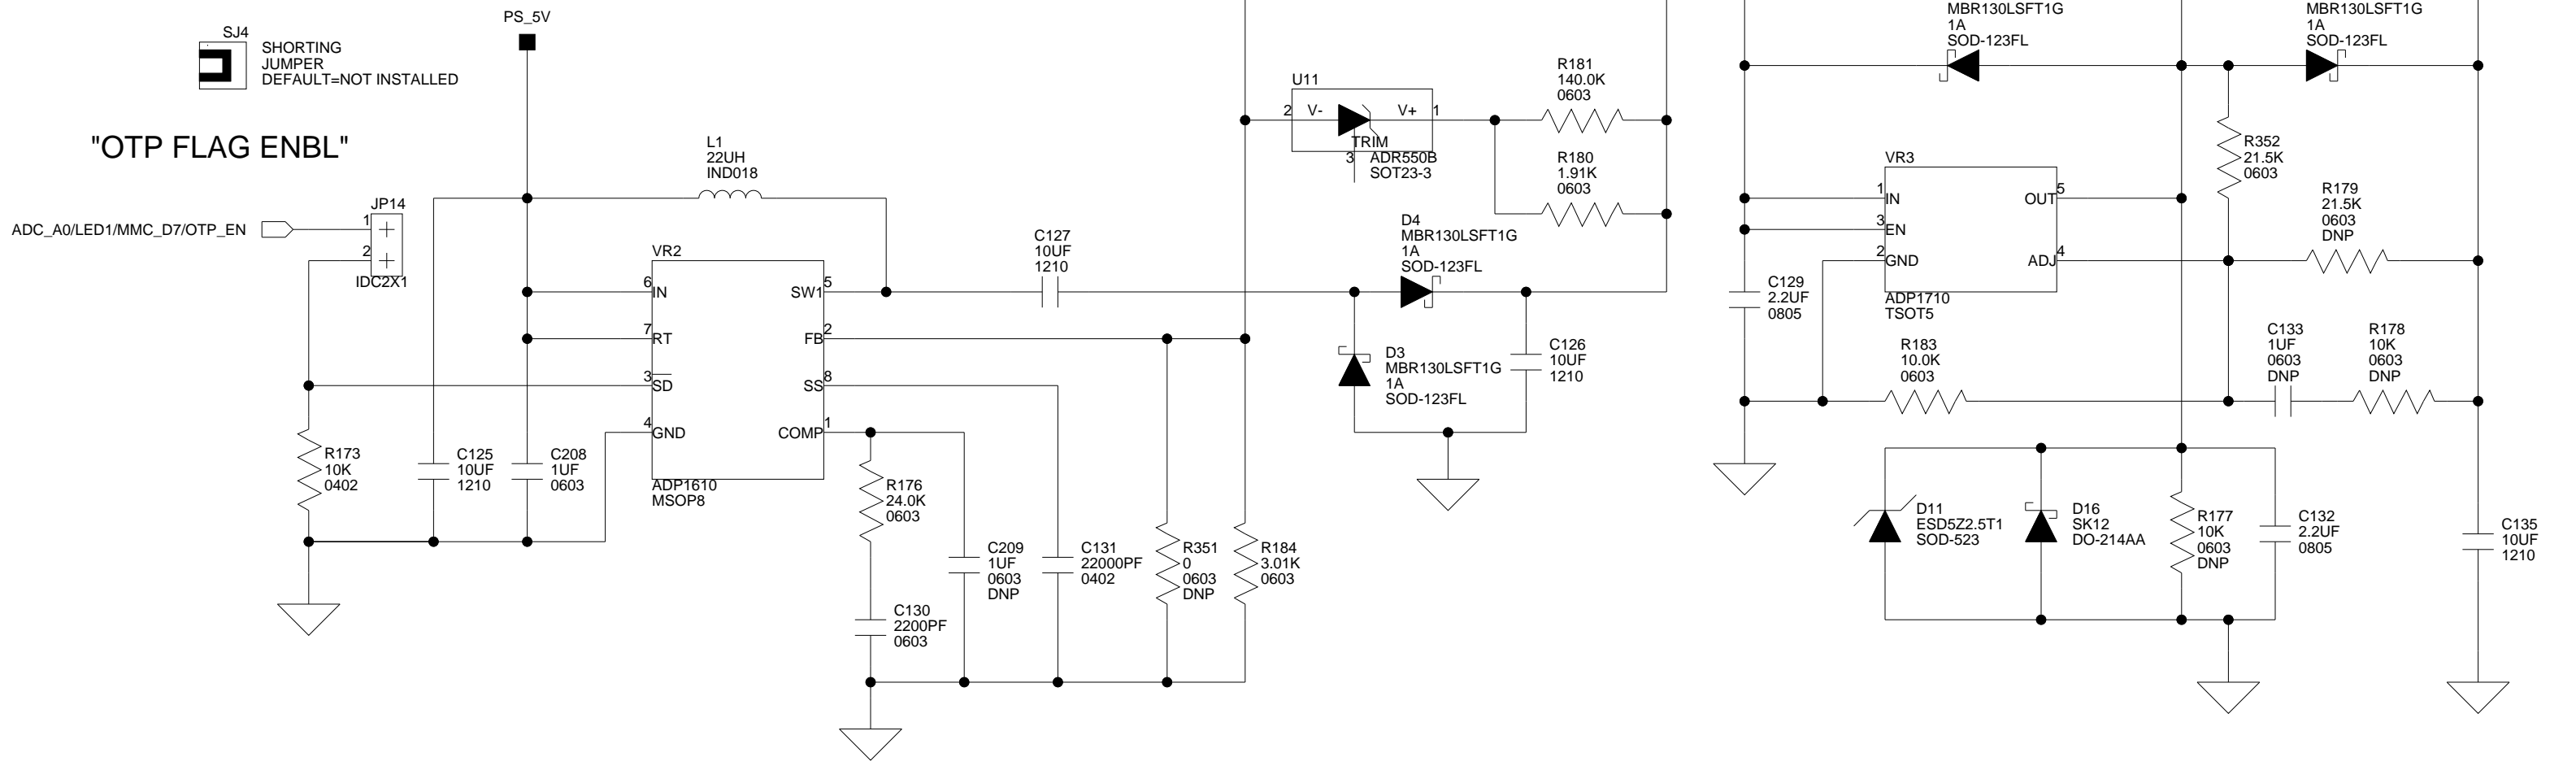 PS_5V
SJ4
SHORTING
JUMPER
DEFAULT=NOT INSTALLED
"OTP FLAG ENBL"
ADC_A0/LED1/MMC_D7/OTP_EN
JP14
1
2
IDC2X1
R173
10K
0402
C125
10UF
1210
C208
1UF
0603
L1
22UH
IND018
VR2
6
IN
7
RT
3
SD
4
GND
SW1
5
FB
2
SS
8
COMP
1
ADP1610
MSOP8
R176
24.0K
0603
C130
2200PF
0603
C209
1UF
0603
DNP
C131
22000PF
0402
R351
0
0603
DNP
R184
3.01K
0603
C127
10UF
1210
U11
2
V-
V+
1
TRIM
3
ADR550B
SOT23-3
R181
140.0K
0603
R180
1.91K
0603
D4
MBR130LSFT1G
1A
SOD-123FL
D3
MBR130LSFT1G
1A
SOD-123FL
C126
10UF
1210
MBR130LSFT1G
1A
SOD-123FL
MBR130LSFT1G
1A
SOD-123FL
VR3
1
IN
3
EN
2
GND
OUT
5
ADJ
4
ADP1710
TSOT5
C129
2.2UF
0805
R352
21.5K
0603
R179
21.5K
0603
DNP
R183
10.0K
0603
C133
1UF
0603
DNP
R178
10K
0603
DNP
D11
ESD5Z2.5T1
SOD-523
D16
SK12
DO-214AA
R177
10K
0603
DNP
C132
2.2UF
0805
C135
10UF
1210